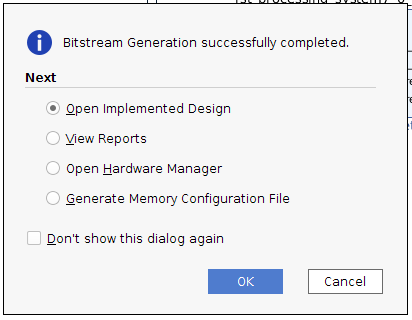 Bitstream Generation successfully completed.
Next
Open Implemented Design
View Reports
Open Hardware Manager
Generate Memory Configuration File
Don't show this dialog again
OK
Cancel